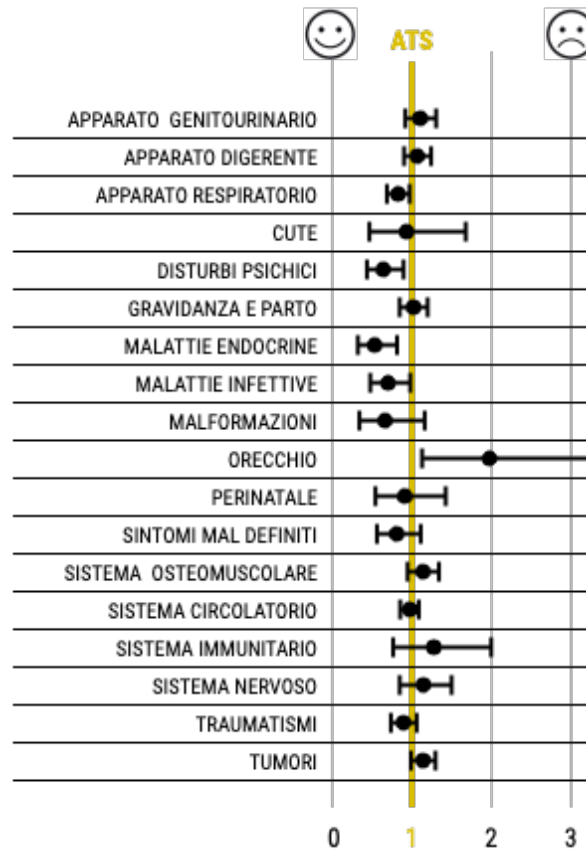 ATS
APPARATO GENITOURINARIO
APPARATO DIGERENTE
APPARATO RESPIRATORIO
CUTE
DISTURBI PSICHICI
GRAVIDANZA E PARTO
MALATTIE ENDOCRINE
MALATTIE INFETTIVE
MALFORMAZIONI
ORECCHIO
PERINATALE
SINTOMI MAL DEFINITI
SISTEMA OSTEOMUSCOLARE
SISTEMA CIRCOLATORIO
SISTEMA IMMUNITARIO
SISTEMA NERVOSO
TRAUMATISMI
TUMORI
0 1 2 3